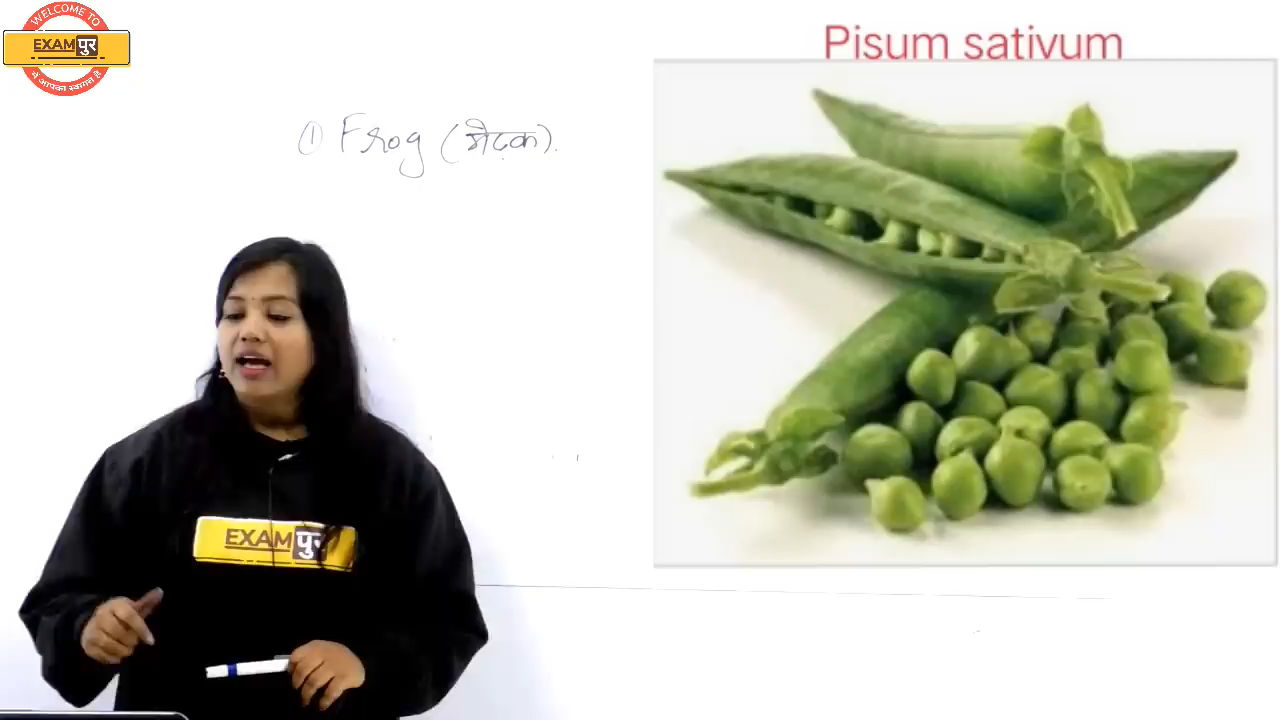 WELCOME TO
EXAMपुर
में आपका स्वागत है
Pisum sativum
① Frog (मेंढक).
EXAMपुर